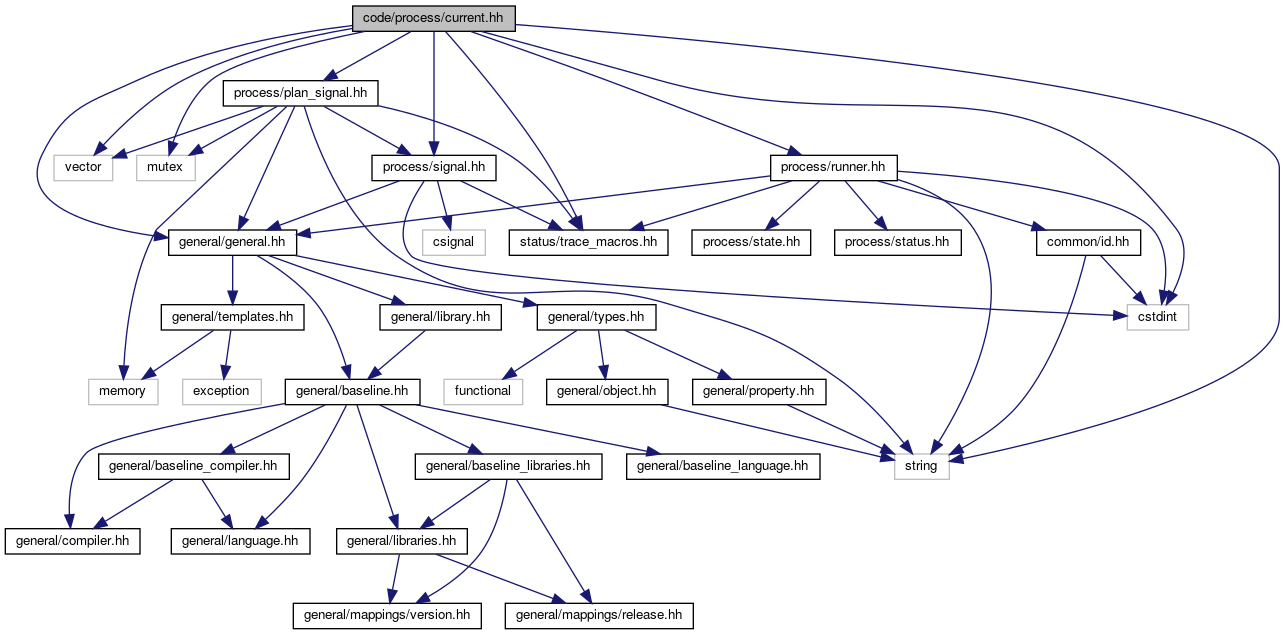 code/process/current.hh
process/plan_signal.hh
vector
mutex
process/signal.hh
process/runner.hh
general/general.hh
csignal
status/trace_macros.hh
process/state.hh
process/status.hh
common/id.hh
general/templates.hh
general/library.hh
general/types.hh
cstdint
memory
exception
general/baseline.hh
functional
general/object.hh
general/property.hh
general/baseline_compiler.hh
general/baseline_libraries.hh
general/baseline_language.hh
string
general/compiler.hh
general/language.hh
general/libraries.hh
general/mappings/version.hh
general/mappings/release.hh